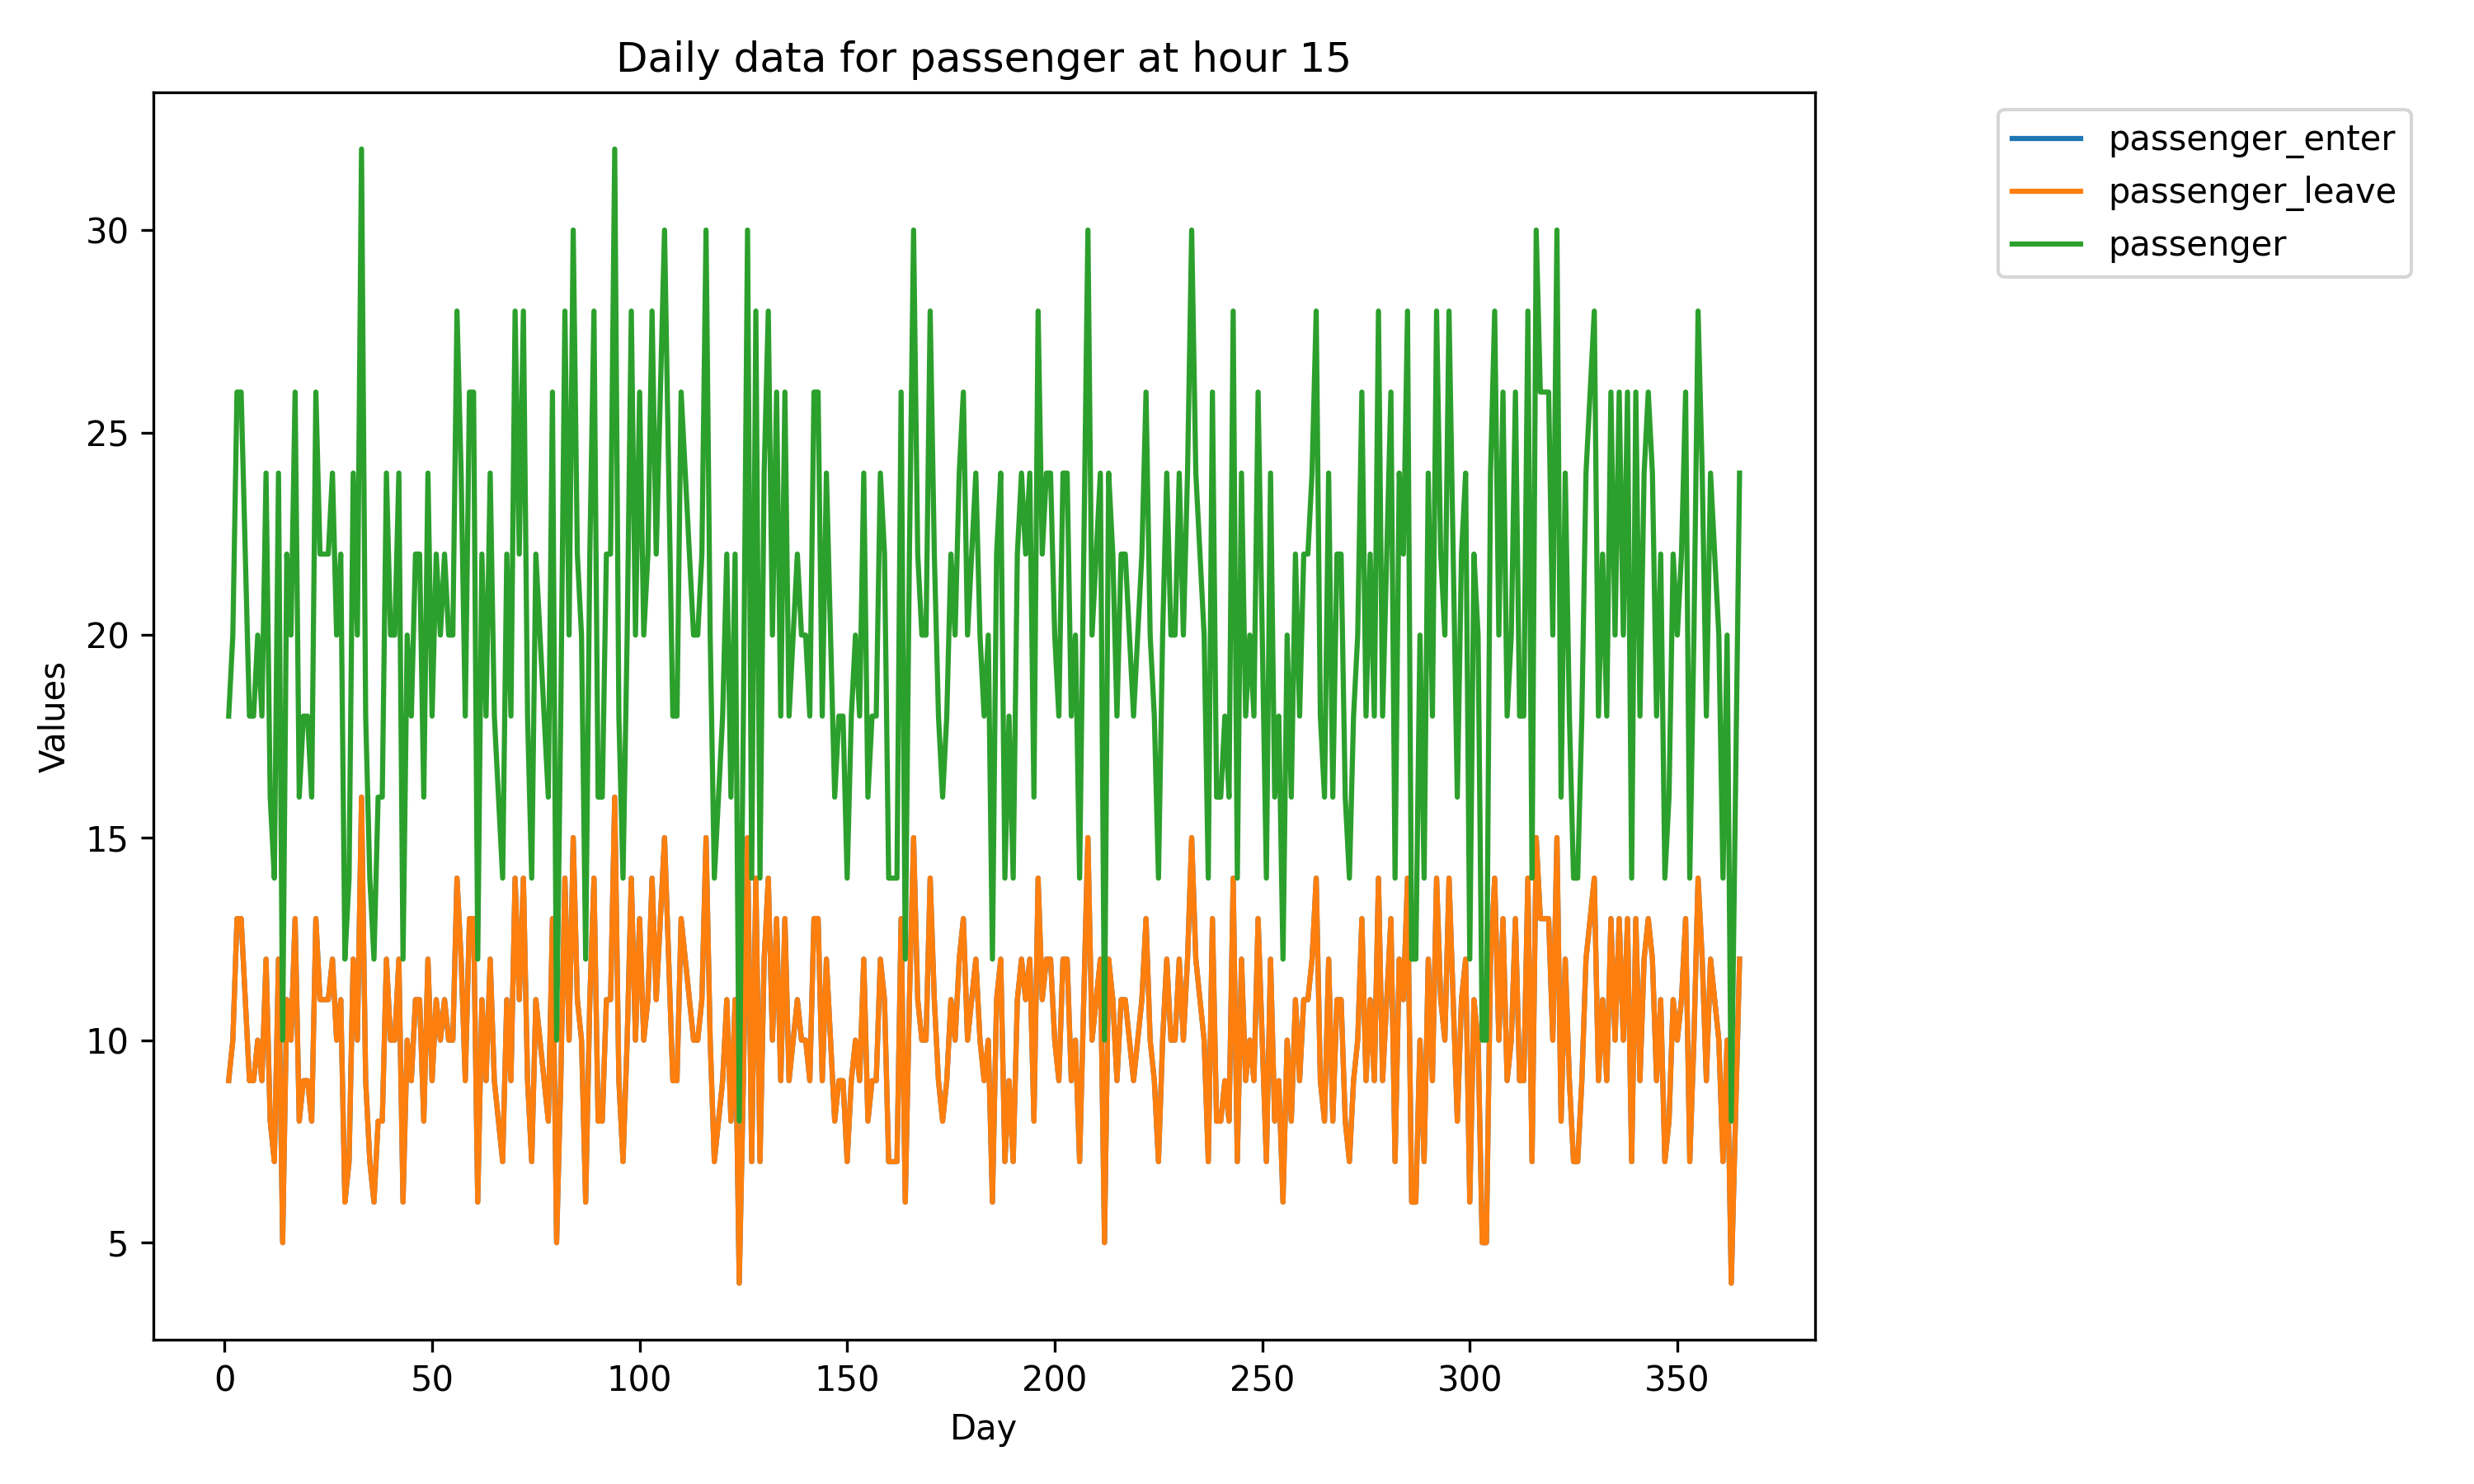 Daily data for passenger at hour 15
passenger_enter
passenger_leave
passenger
Values
30
25
20
15
10
5
0 50 100 150 200 250 300 350
Day